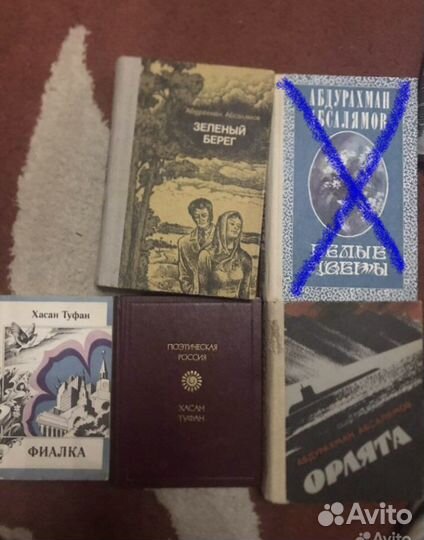 Абдурахман Абсалямов
ЗЕЛЕНЫЙ
БЕРЕГ
АБДУРАХМАН
АБСАЛЯМОВ
БЕЛЫЕ
ЦВЕТЫ
Хасан Туфан
ФИАЛКА
ПОЭТИЧЕСКАЯ
РОССИЯ
ХАСАН
ТУФАН
АБДУРАХМАН АБСАЛЯМОВ
ОРЛЯТА
Avito
Avito